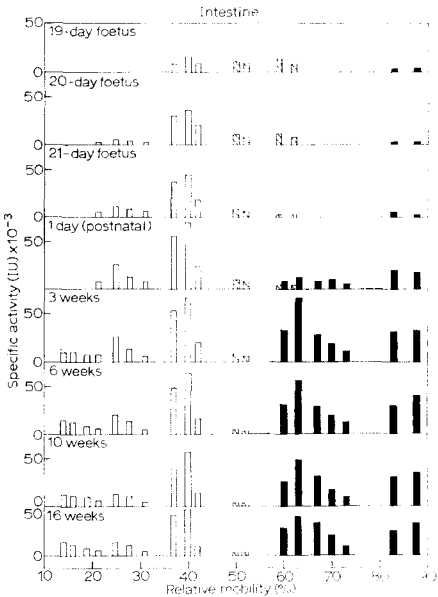 Intestine
50
19-day foetus
0
20-day foetus
50
0
21-day foetus
50
0
1 day (postnatal)
50
3 weeks
50
0
6 weeks
50
0
10 weeks
50
0
16 weeks
50
0
Specific activity (IU) x10⁻³
10 20 30 40 50 60 70 80 90
Relative mobility (%)